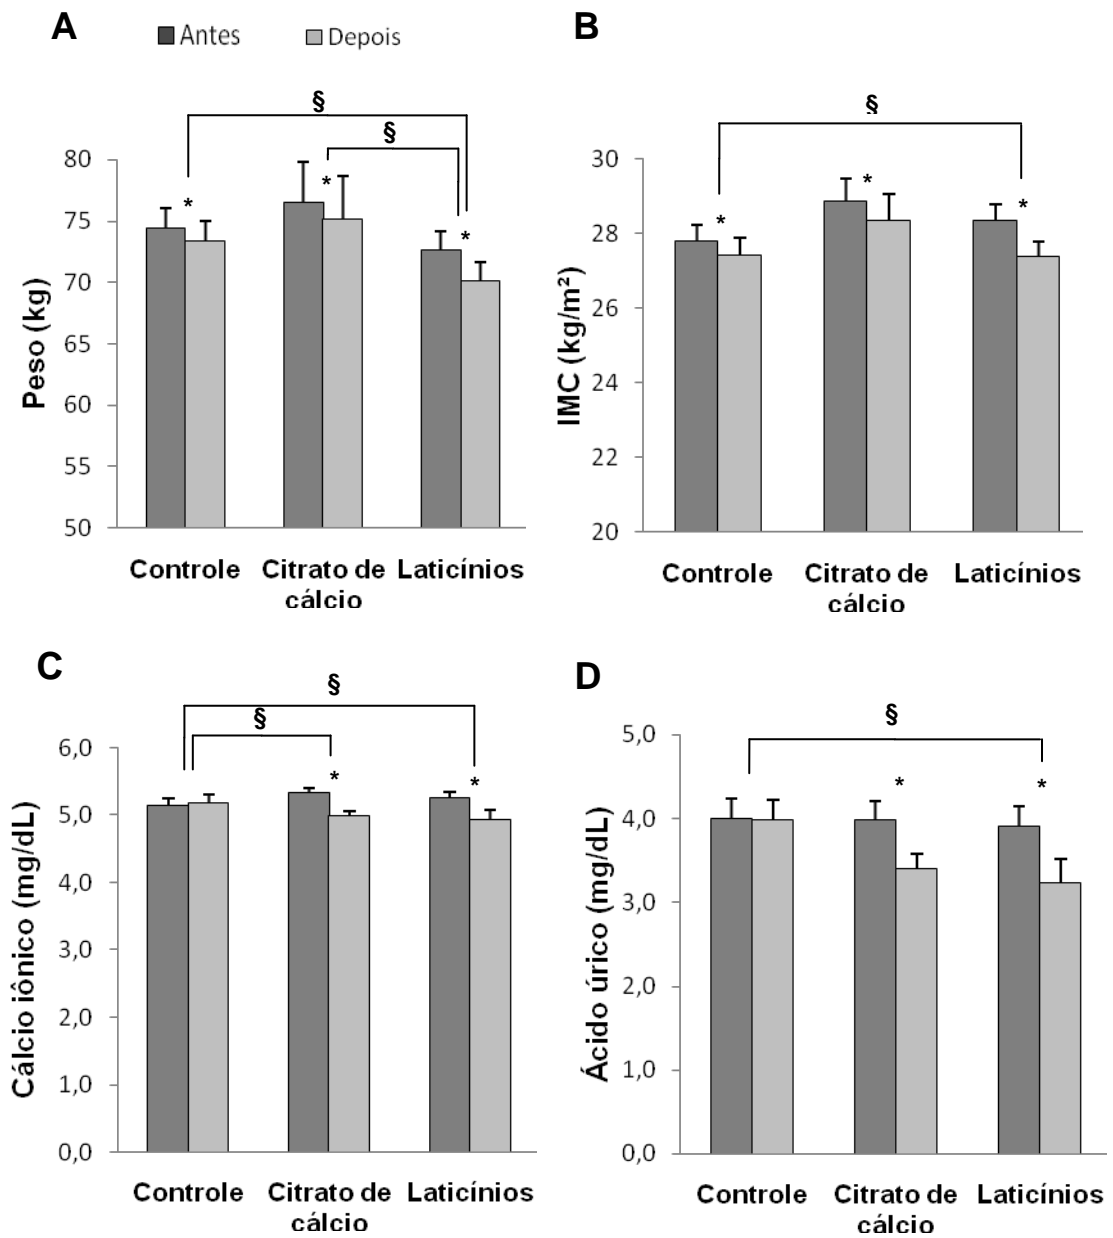 A
Antes
Depois
§
§
80
75
70
65
60
55
50
Peso (kg)
*
*
*
Controle
Citrato de
cálcio
Laticínios
B
§
30
28
26
24
22
20
IMC (kg/m²)
*
*
*
Controle
Citrato de
cálcio
Laticínios
C
§
§
6,0
5,0
4,0
3,0
2,0
1,0
0,0
Cálcio iônico (mg/dL)
*
*
Controle
Citrato de
cálcio
Laticínios
D
§
5,0
4,0
3,0
2,0
1,0
0,0
Ácido úrico (mg/dL)
*
*
Controle
Citrato de
cálcio
Laticínios